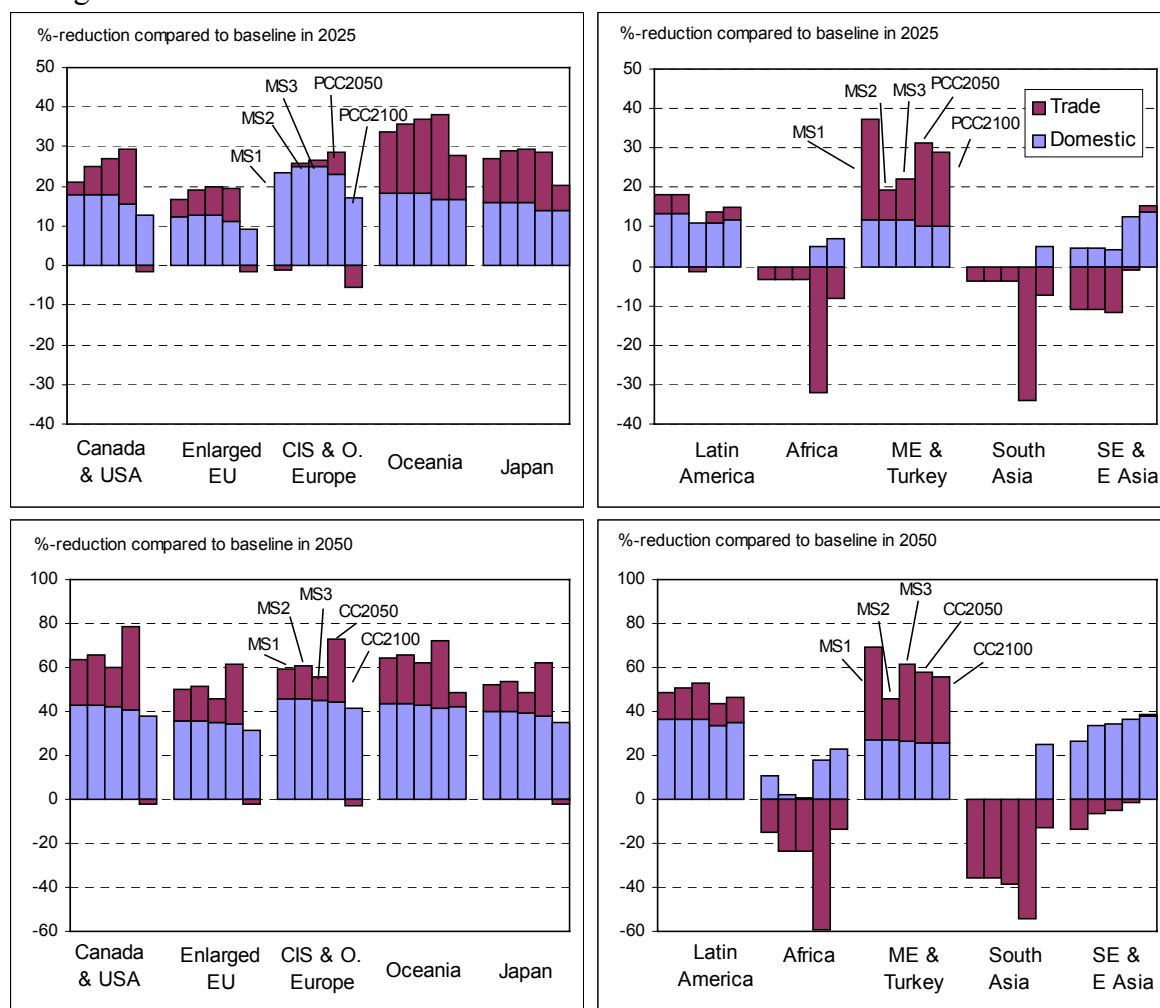 %-reduction compared to baseline in 2025
50
40
30
20
10
0
-10
-20
-30
-40
MS1
MS2
MS3
PCC2050
PCC2100
Canada & USA
Enlarged EU
CIS & O. Europe
Oceania
Japan
%-reduction compared to baseline in 2025
50
40
30
20
10
0
-10
-20
-30
-40
MS1
MS2
MS3
PCC2050
PCC2100
Trade
Domestic
Latin America
Africa
ME & Turkey
South Asia
SE & E Asia
%-reduction compared to baseline in 2050
100
80
60
40
20
0
-20
-40
-60
MS1
MS2
MS3
CC2050
CC2100
Canada & USA
Enlarged EU
CIS & O. Europe
Oceania
Japan
%-reduction compared to baseline in 2050
100
80
60
40
20
0
-20
-40
-60
MS1
MS2
MS3
CC2050
CC2100
Latin America
Africa
ME & Turkey
South Asia
SE & E Asia